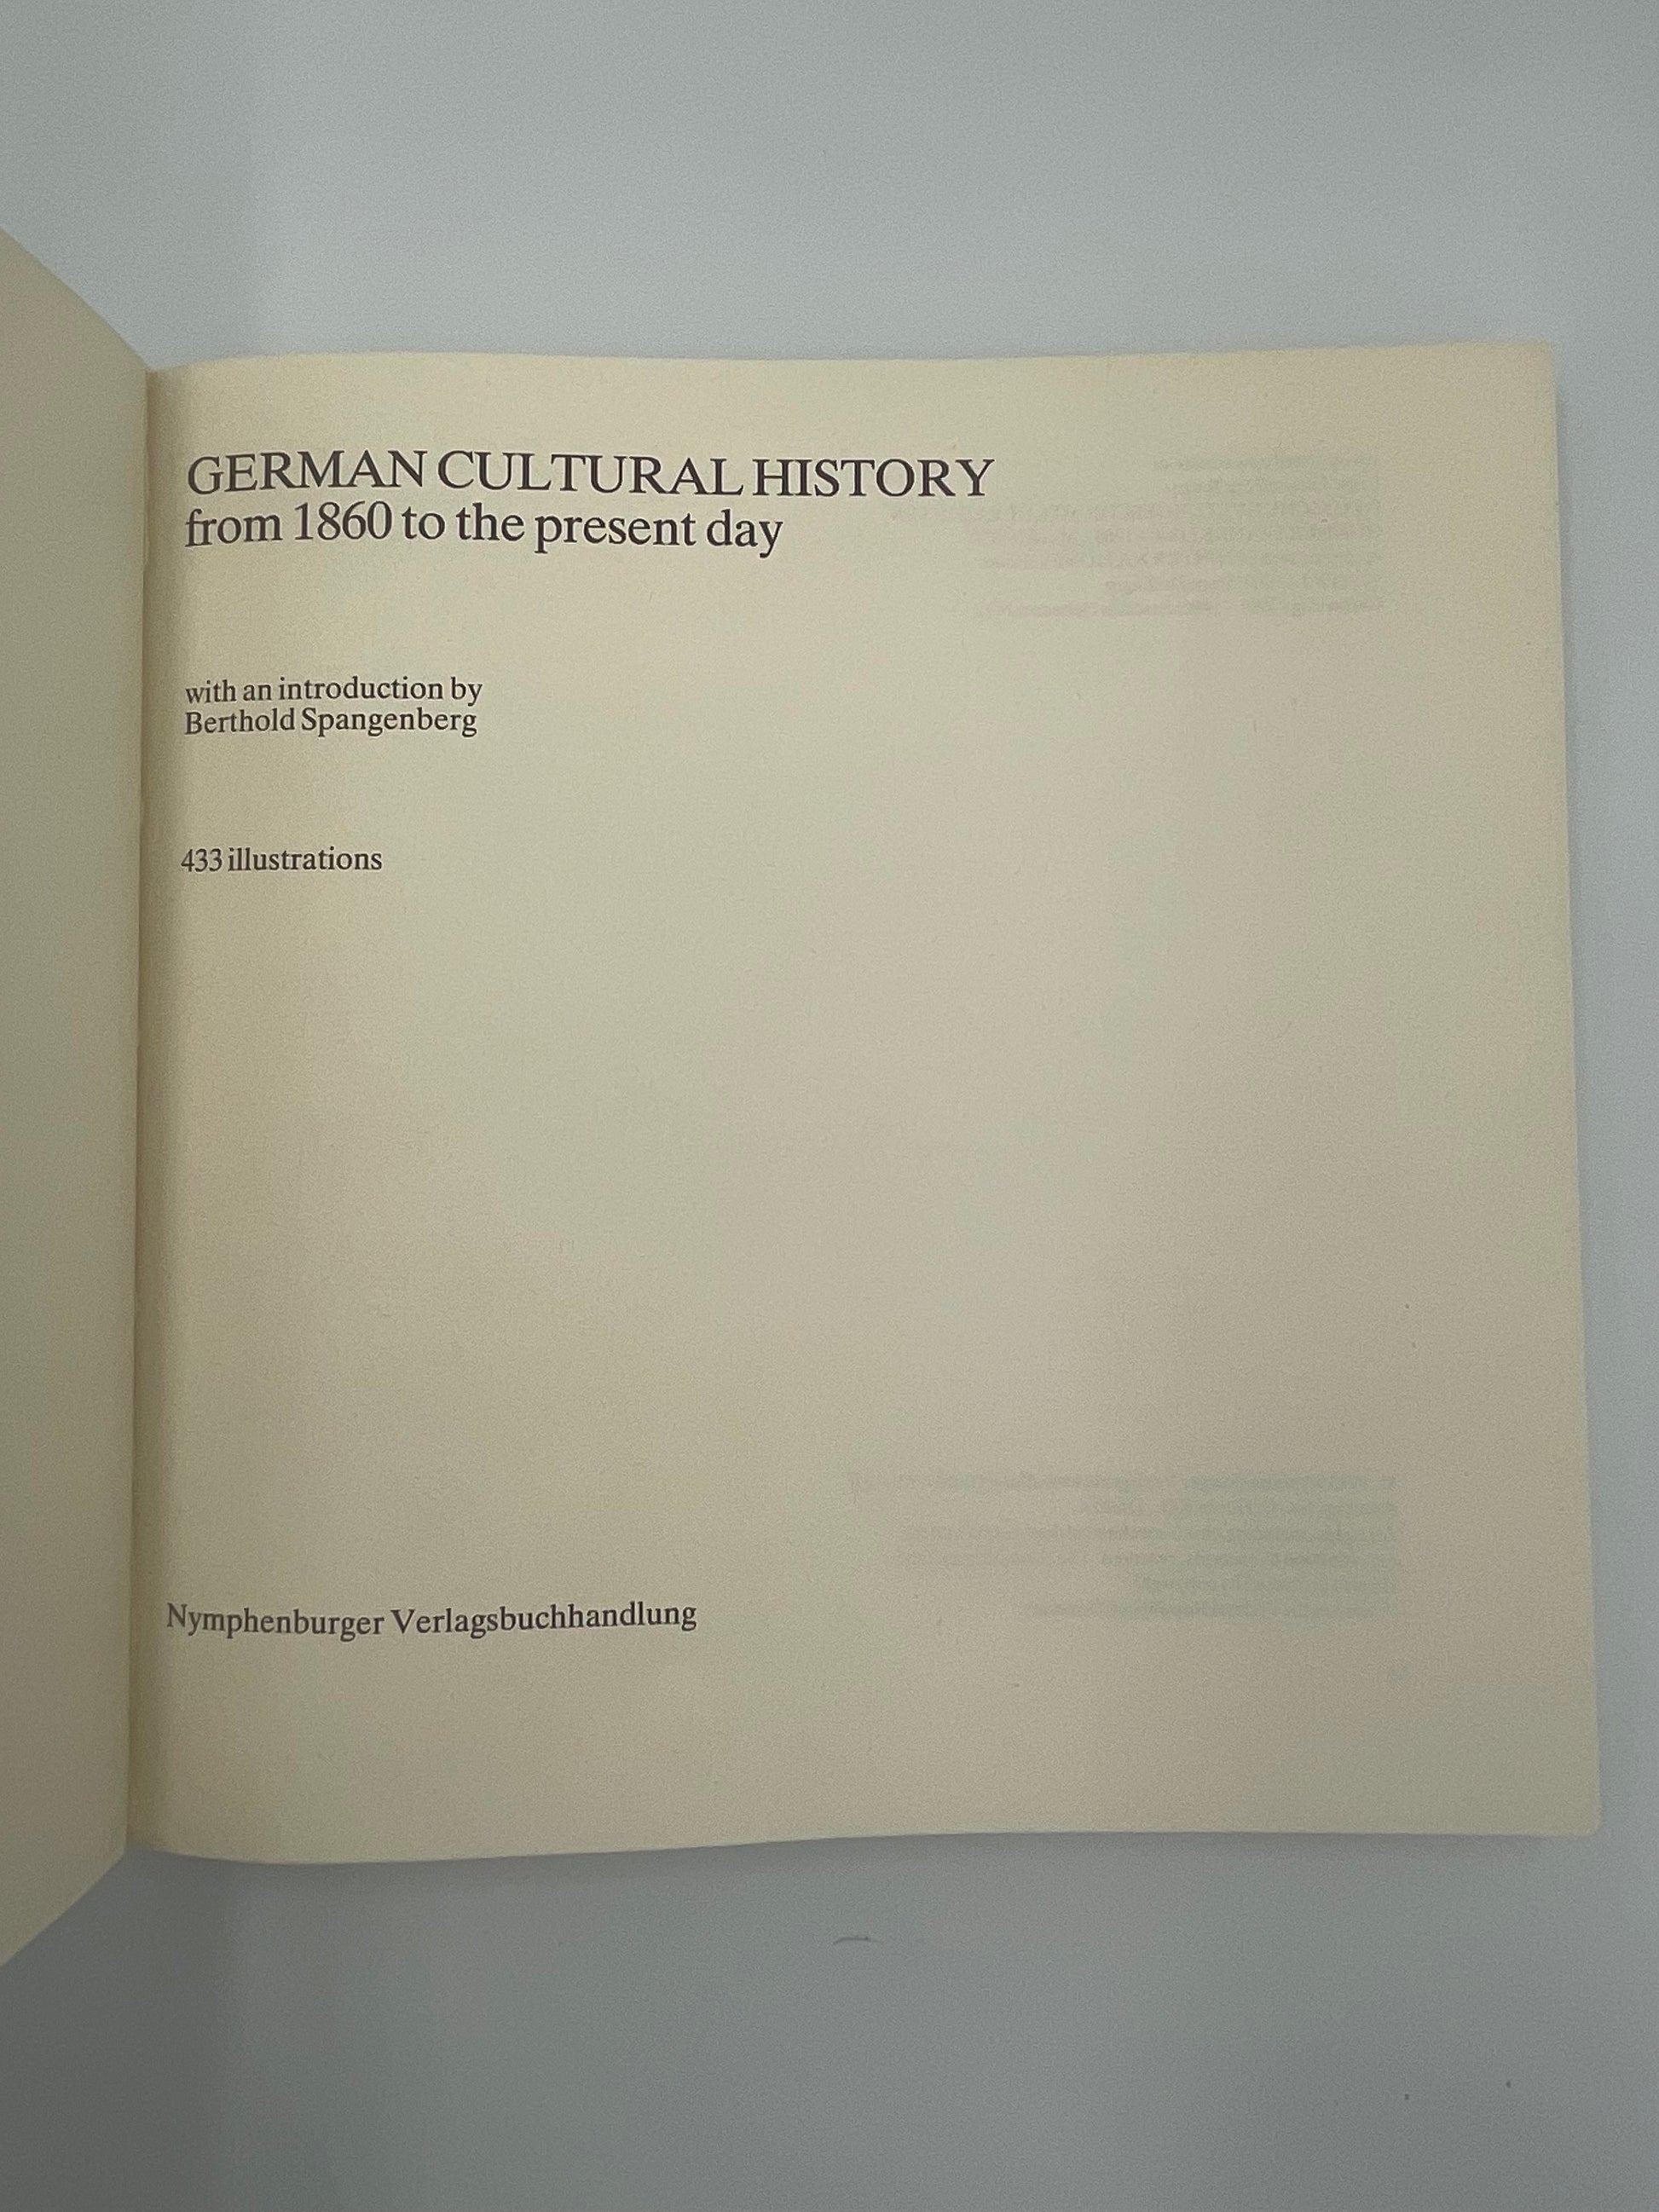 GERMAN CULTURAL HISTORY
from 1860 to the present day
with an introduction by
Berthold Spangenberg
433 illustrations
Nymphenburger Verlagsbuchhandlung